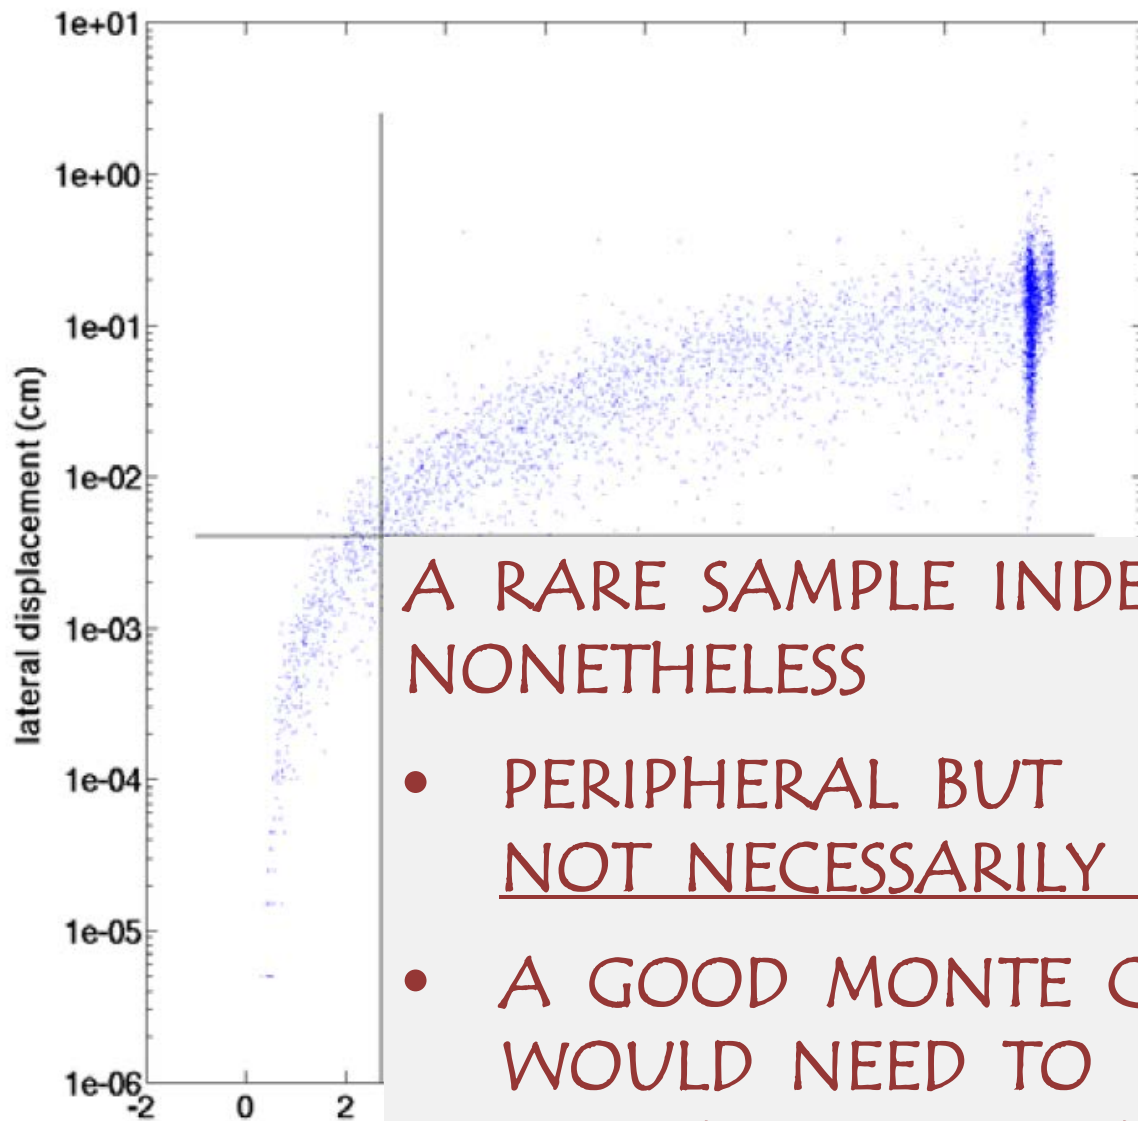 1e+01
1e+00
1e-01
1e-02
1e-03
1e-04
1e-05
1e-06
lateral displacement (cm)
-2 0 2
A RARE SAMPLE INDE
NONETHELESS
• PERIPHERAL BUT
NOT NECESSARILY
• A GOOD MONTE C
WOULD NEED TO